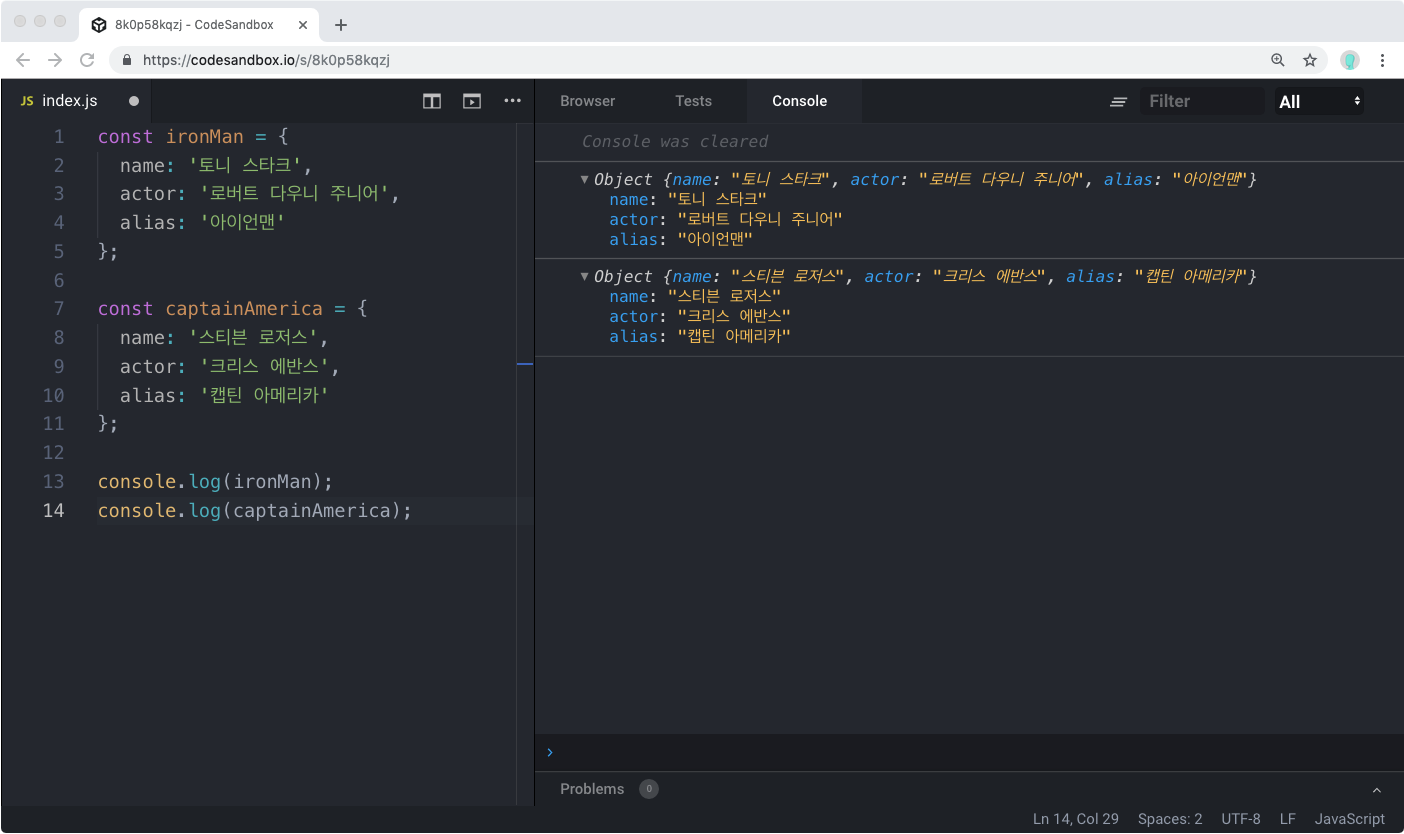 8k0p58kqzj - CodeSandbox
https://codesandbox.io/s/8k0p58kqzj
JS index.js
1 const ironMan = {
2 name: '토니 스타크',
3 actor: '로버트 다우니 주니어',
4 alias: '아이언맨'
5 };
6
7 const captainAmerica = {
8 name: '스티븐 로저스',
9 actor: '크리스 에반스',
10 alias: '캡틴 아메리카'
11 };
12
13 console.log(ironMan);
14 console.log(captainAmerica);
Browser Tests Console Filter All
Console was cleared
Object {name: "토니 스타크", actor: "로버트 다우니 주니어", alias: "아이언맨"}
name: "토니 스타크"
actor: "로버트 다우니 주니어"
alias: "아이언맨"
Object {name: "스티븐 로저스", actor: "크리스 에반스", alias: "캡틴 아메리카"}
name: "스티븐 로저스"
actor: "크리스 에반스"
alias: "캡틴 아메리카"
Problems 0
Ln 14, Col 29 Spaces: 2 UTF-8 LF JavaScript